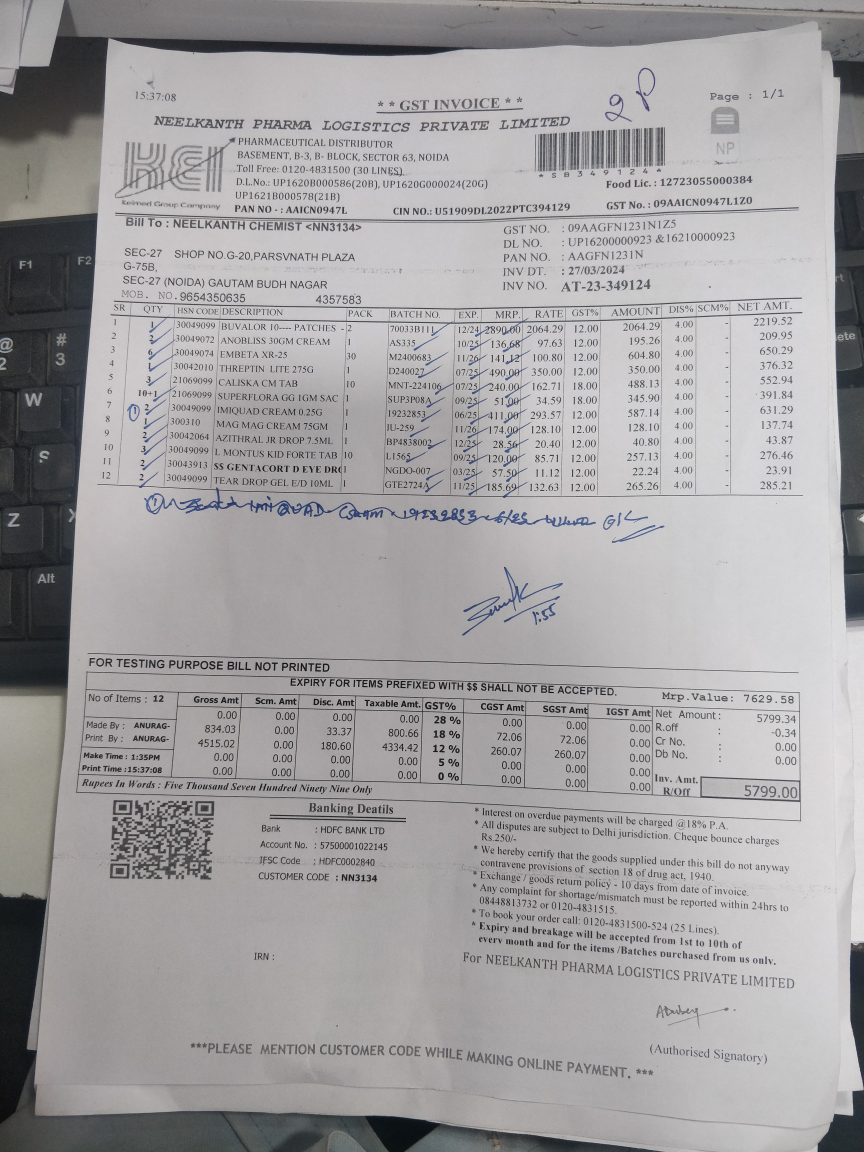 15:37:08
* * GST INVOICE * *
2 P
Page : 1/1
NEELKANTH PHARMA LOGISTICS PRIVATE LIMITED
KEI
Keimed Group Company
PHARMACEUTICAL DISTRIBUTOR
BASEMENT, B-3, B- BLOCK, SECTOR 63, NOIDA
Toll Free: 0120-4831500 (30 LINES)
D.L.No.: UP1620B000586(20B), UP1620G000024(20G)
UP1621B000578(21B)
PAN NO - : AAICN0947L
CIN NO.: U51909DL2022PTC394129
* S B 3 4 9 1 2 4 *
NP
Food Lic. : 12723055000384
GST No. : 09AAICN0947L1Z0
Bill To : NEELKANTH CHEMIST <NN3134>
SEC-27 SHOP NO.G-20,PARSVNATH PLAZA
G-75B,
SEC-27 (NOIDA) GAUTAM BUDH NAGAR
MOB. NO.9654350635 4357583
GST NO. : 09AAGFN1231N1Z5
DL NO. : UP16200000923 &16210000923
PAN NO. : AAGFN1231N
INV DT. : 27/03/2024
INV NO. AT-23-349124
SR QTY HSN CODE DESCRIPTION PACK BATCH NO. EXP. MRP. RATE GST% AMOUNT DIS% SCM% NET AMT.
1 1 30049099 BUVALOR 10---- PATCHES - 2 70033B111 12/24 2890.00 2064.29 12.00 2064.29 4.00 - 2219.52
2 2 30049072 ANOBLISS 30GM CREAM 1 AS335 10/25 136.68 97.63 12.00 195.26 4.00 - 209.95
3 6 30049074 EMBETA XR-25 30 M2400683 11/26 141.12 100.80 12.00 604.80 4.00 - 650.29
4 1 30042010 THREPTIN LITE 275G 1 D240027 07/25 490.00 350.00 12.00 350.00 4.00 - 376.32
5 3 21069099 CALISKA CM TAB 10 MNT-224106 07/25 240.00 162.71 18.00 488.13 4.00 - 552.94
6 10+1 21069099 SUPERFLORA GG 1GM SAC 1 SUP3P08A 09/25 51.00 34.59 18.00 345.90 4.00 - 391.84
7 2 30049099 IMIQUAD CREAM 0.25G 1 19232853 06/25 411.00 293.57 12.00 587.14 4.00 - 631.29
8 1 300310 MAG MAG CREAM 75GM 1 JU-259 11/26 174.00 128.10 12.00 128.10 4.00 - 137.74
9 2 30042064 AZITHRAL JR DROP 7.5ML 1 BP4838002 12/25 28.56 20.40 12.00 40.80 4.00 - 43.87
10 3 30049099 L MONTUS KID FORTE TAB 10 L1565 09/25 120.00 85.71 12.00 257.13 4.00 - 276.46
11 2 30043913 $$ GENTACORT D EYE DRO 1 NGDO-007 03/25 57.50 11.12 12.00 22.24 4.00 - 23.91
12 2 30049099 TEAR DROP GEL E/D 10ML 1 GTE2724A 11/25 185.69 132.63 12.00 265.26 4.00 - 285.21
1:55
FOR TESTING PURPOSE BILL NOT PRINTED
EXPIRY FOR ITEMS PREFIXED WITH $$ SHALL NOT BE ACCEPTED.
Mrp.Value: 7629.58
No of Items : 12
Made By : ANURAG-
Print By : ANURAG-
Make Time : 1:35PM
Print Time :15:37:08
Gross Amt Scm. Amt Disc. Amt Taxable Amt. GST% CGST Amt SGST Amt IGST Amt
0.00 0.00 0.00 0.00 28 % 0.00 0.00 0.00
834.03 0.00 33.37 800.66 18 % 72.06 72.06 0.00
4515.02 0.00 180.60 4334.42 12 % 260.07 260.07 0.00
0.00 0.00 0.00 0.00 5 % 0.00 0.00 0.00
0.00 0.00 0.00 0.00 0 % 0.00 0.00 0.00
Net Amount : 5799.34
R.off : -0.34
Cr No. : 0.00
Db No. : 0.00
Inv. Amt. R/Off 5799.00
Rupees In Words : Five Thousand Seven Hundred Ninety Nine Only
Banking Deatils
Bank : HDFC BANK LTD
Account No. : 57500001022145
IFSC Code : HDFC0002840
CUSTOMER CODE : NN3134
* Interest on overdue payments will be charged @18% P.A.
* All disputes are subject to Delhi jurisdiction. Cheque bounce charges
Rs.250/-
* We hereby certify that the goods supplied under this bill do not anyway
contravene provisions of section 18 of drug act, 1940.
* Exchange / goods return policy - 10 days from date of invoice.
* Any complaint for shortage/mismatch must be reported within 24hrs to
08448813732 or 0120-4831515.
* To book your order call: 0120-4831500-524 (25 Lines).
* Expiry and breakage will be accepted from 1st to 10th of
every month and for the items /Batches purchased from us only.
IRN :
For NEELKANTH PHARMA LOGISTICS PRIVATE LIMITED
(Authorised Signatory)
***PLEASE MENTION CUSTOMER CODE WHILE MAKING ONLINE PAYMENT. ***
F1
F2
@
2
#
3
W
S
Z
X
Alt